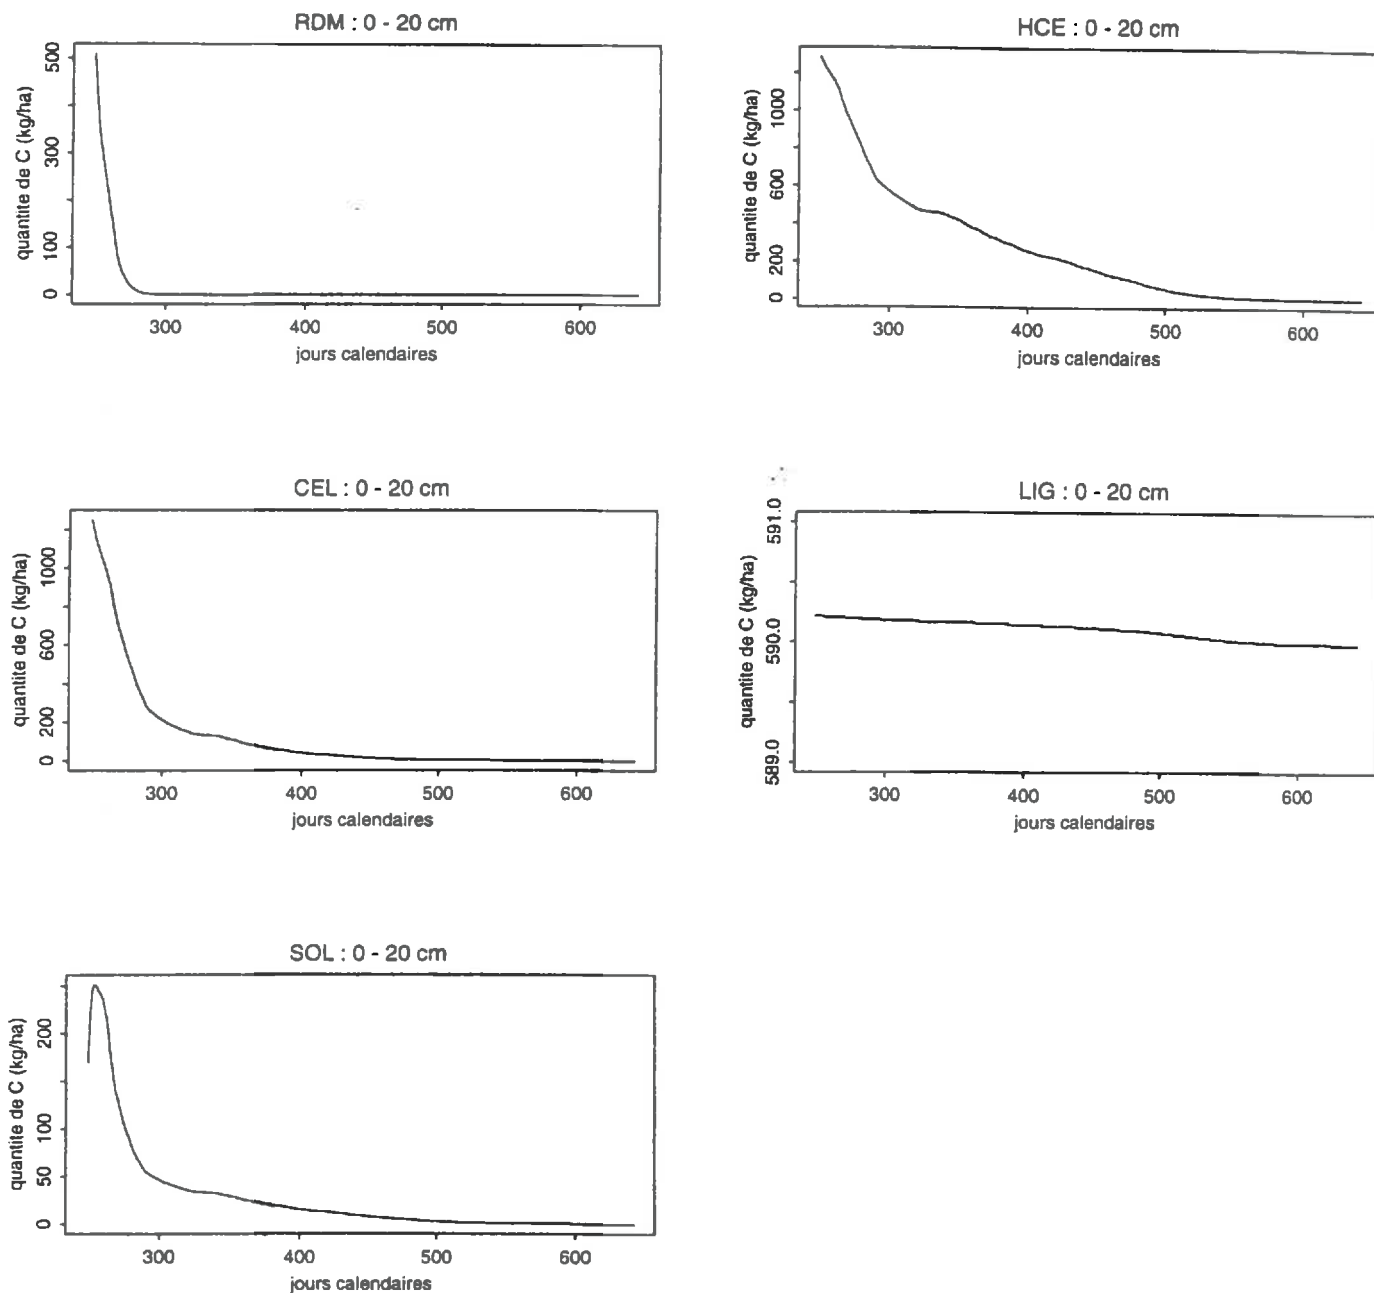 RDM : 0 - 20 cm
quantite de C (kg/ha)
500
300
100
0
300 400 500 600
jours calendaires
HCE : 0 - 20 cm
quantite de C (kg/ha)
1000
600
200
0
300 400 500 600
jours calendaires
CEL : 0 - 20 cm
quantite de C (kg/ha)
1000
600
200
0
300 400 500 600
jours calendaires
LIG : 0 - 20 cm
quantite de C (kg/ha)
591.0
590.0
589.0
300 400 500 600
jours calendaires
SOL : 0 - 20 cm
quantite de C (kg/ha)
200
100
50
0
300 400 500 600
jours calendaires